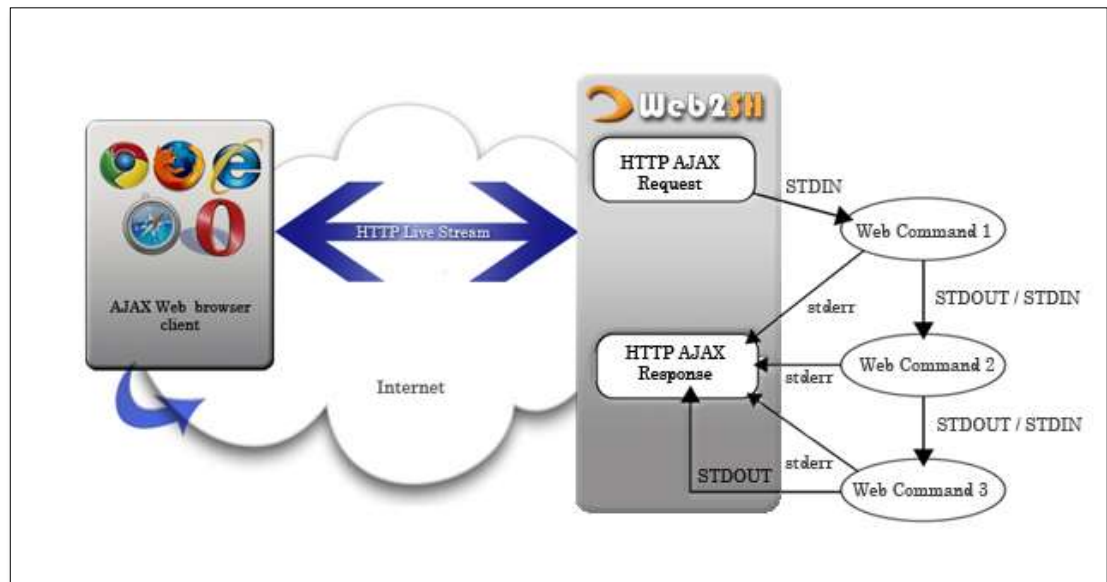 Web2SH
HTTP AJAX
Request
STDIN
Web Command 1
HTTP Live Stream
AJAX Web browser
client
stderr
STDOUT / STDIN
HTTP AJAX
Response
stderr
Web Command 2
Internet
STDOUT / STDIN
stderr
STDOUT
Web Command 3